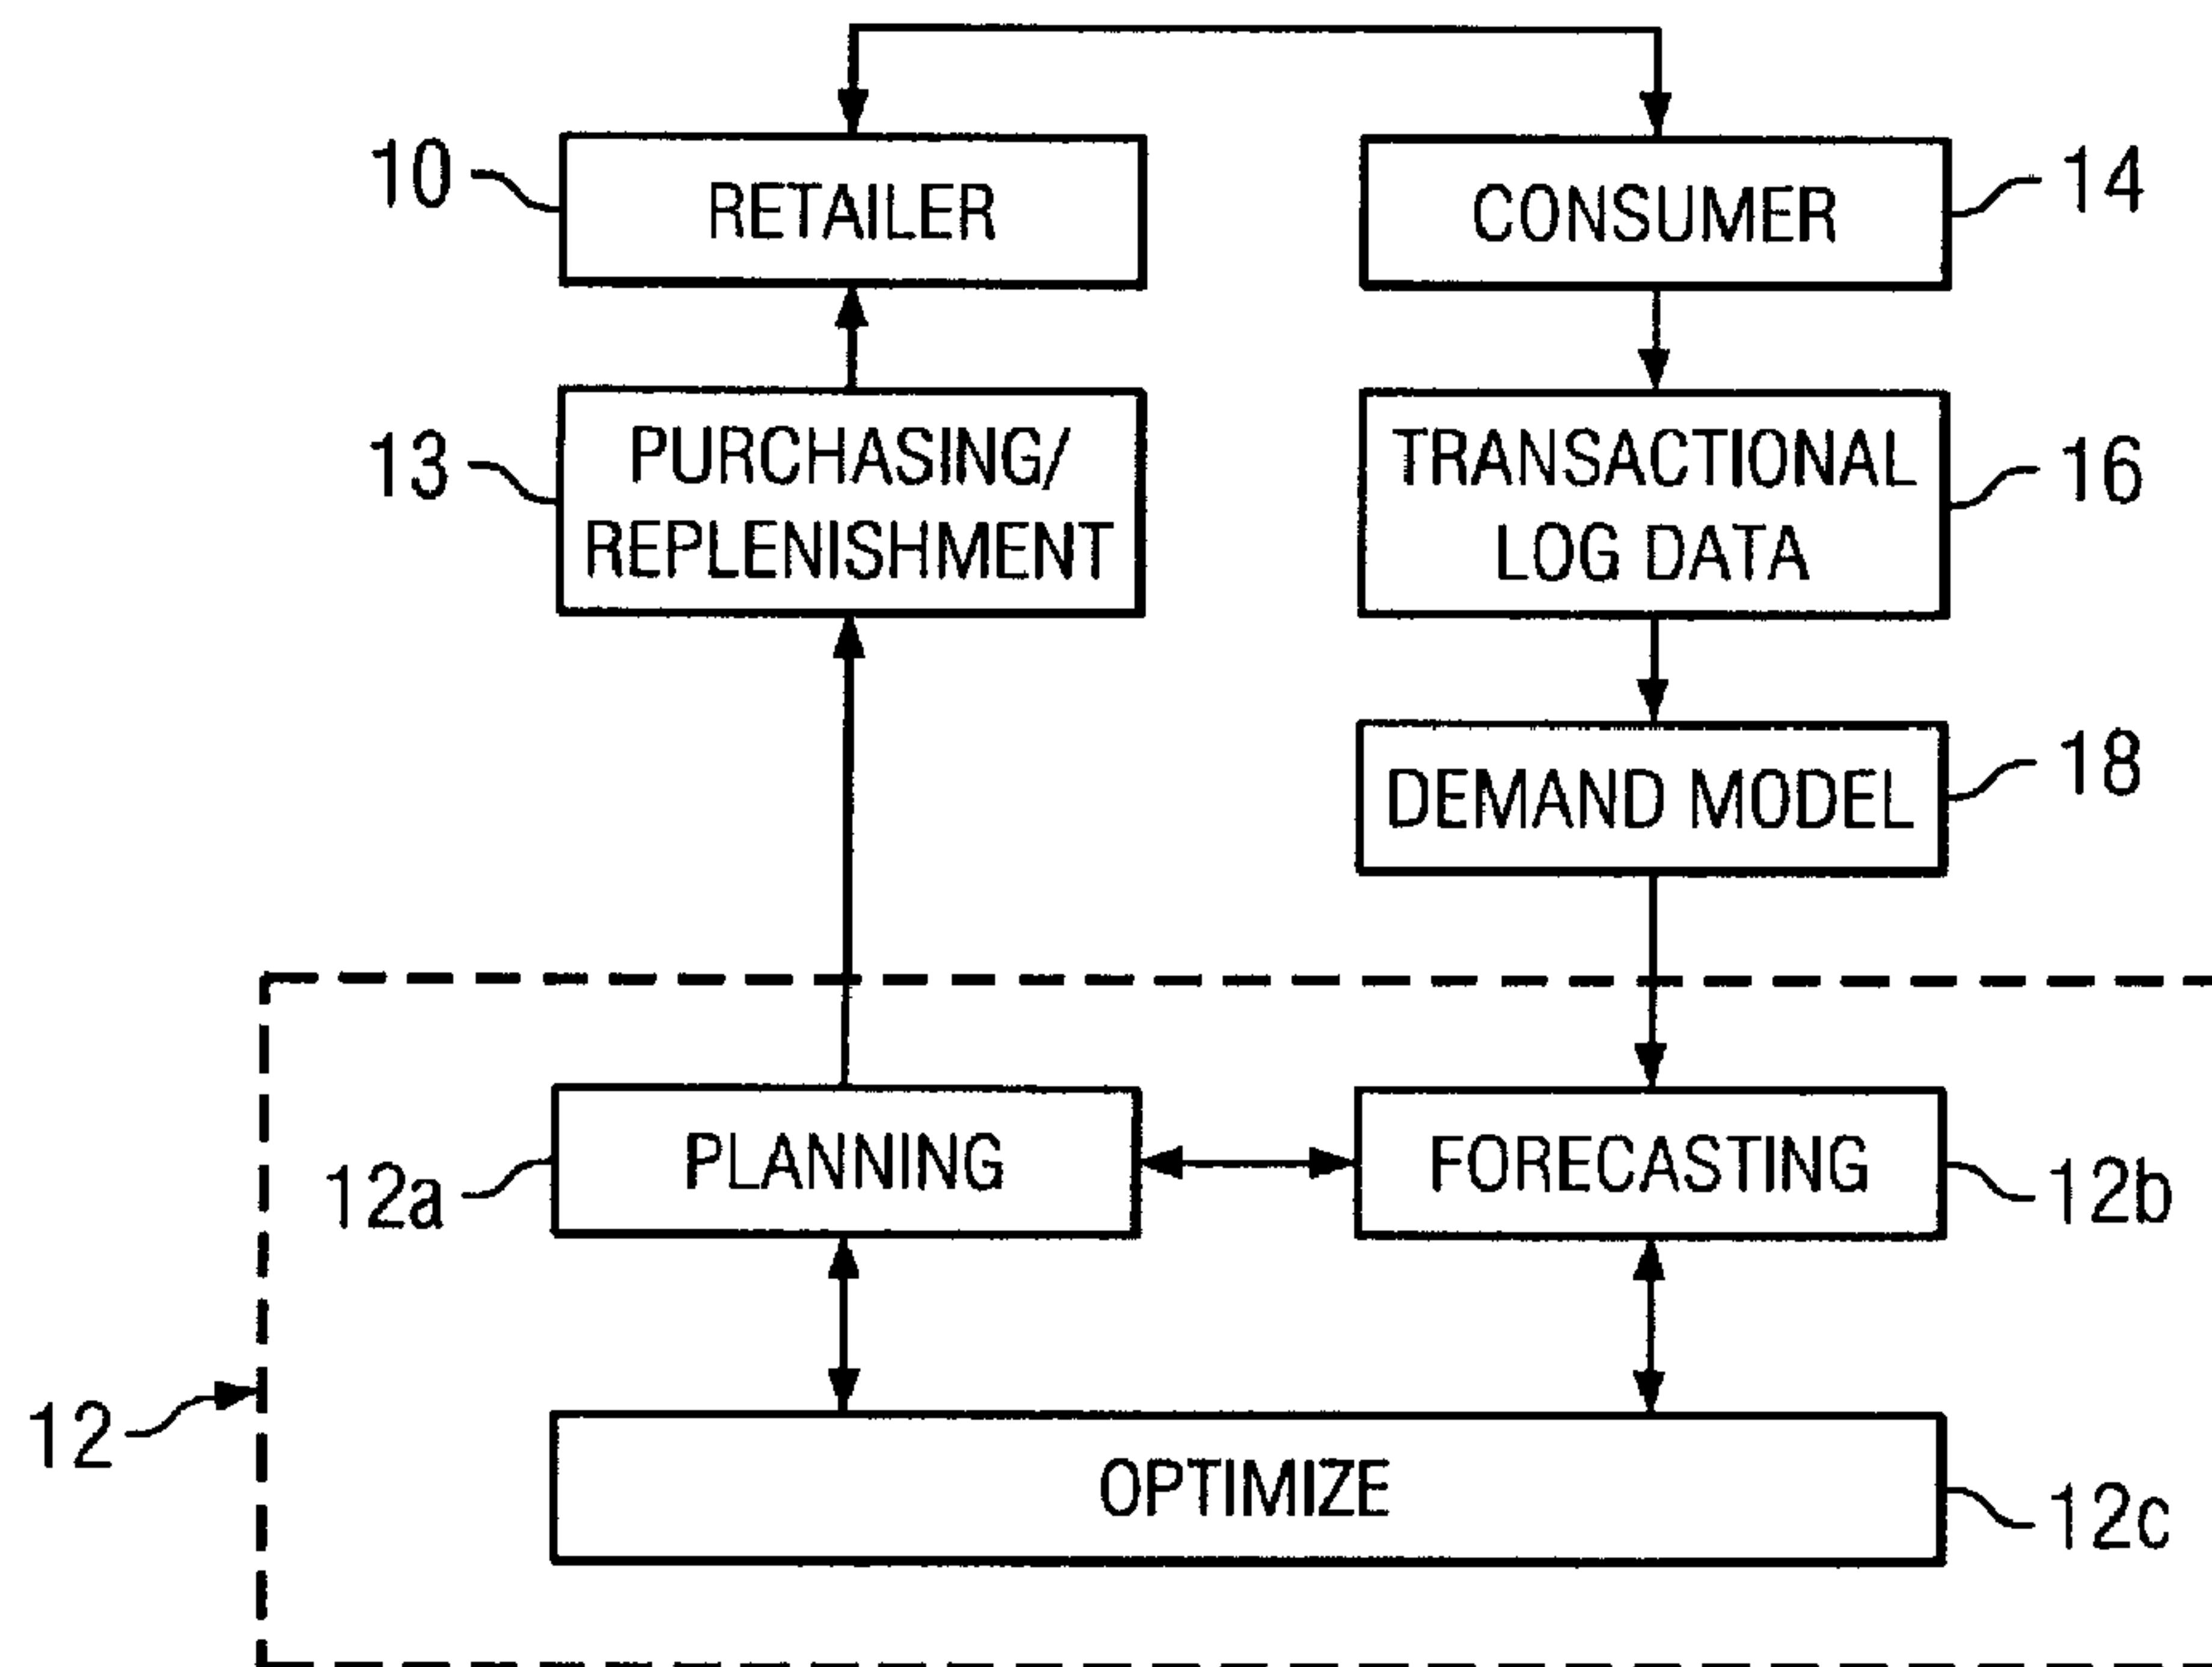 10
RETAILER
CONSUMER
14
13
PURCHASING/
REPLENISHMENT
TRANSACTIONAL
LOG DATA
16
DEMAND MODEL
18
12a
PLANNING
FORECASTING
12b
12
OPTIMIZE
12c